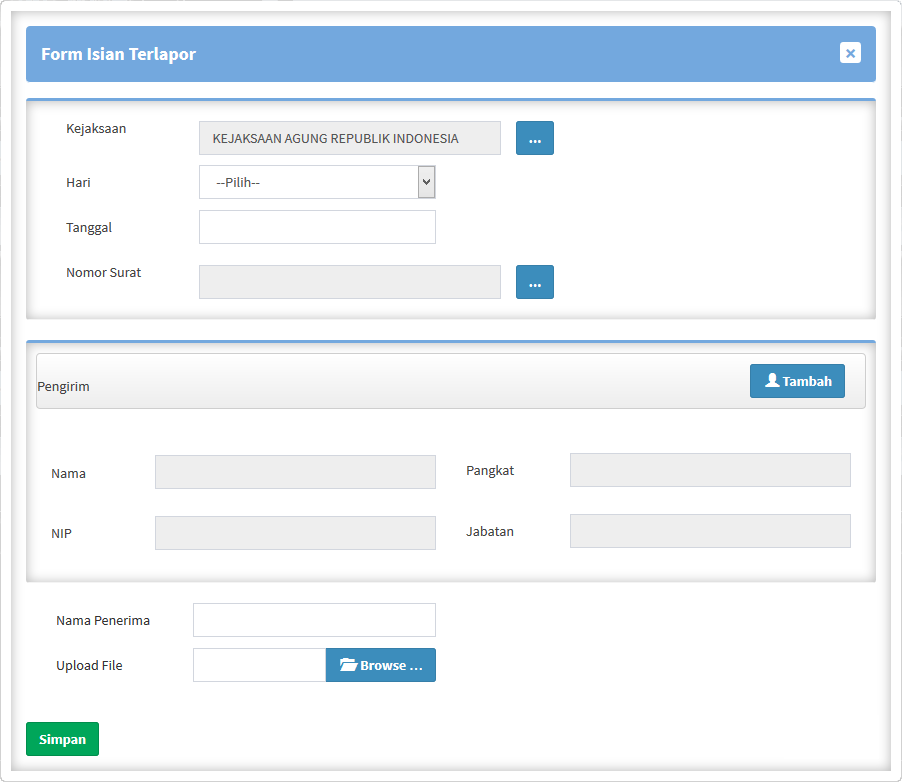 Form Isian Terlapor
Kejaksaan
KEJAKSAAN AGUNG REPUBLIK INDONESIA
...
Hari
--Pilih--
Tanggal
Nomor Surat
...
Pengirim
Tambah
Nama
Pangkat
NIP
Jabatan
Nama Penerima
Upload File
Browse ...
Simpan